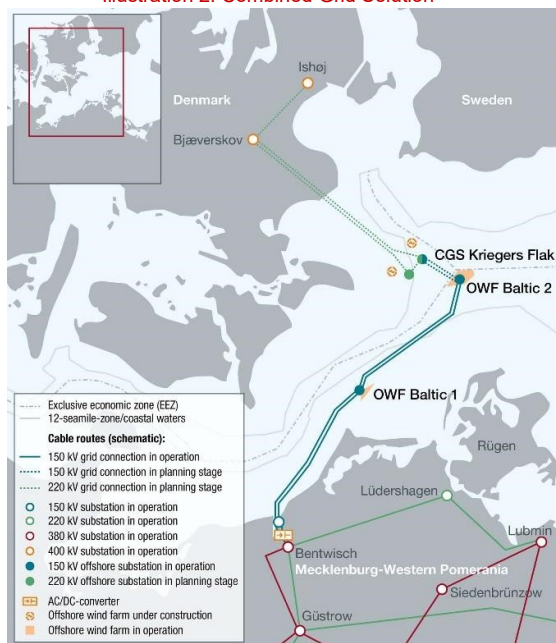 Illustration 2: Combined Grid Solution
Ishøj
Denmark
Sweden
Bjæverskov
CGS Kriegers Flak
OWF Baltic 2
OWF Baltic 1
Rügen
Lüdershagen
Lubmin
Bentwisch
Mecklenburg-Western Pomerania
Siedenbrünzow
Güstrow
Exclusive economic zone (EEZ)
12-seamile-zone/coastal waters
Cable routes (schematic):
150 kV grid connection in operation
150 kV grid connection in planning stage
220 kV grid connection in planning stage
150 kV substation in operation
220 kV substation in operation
380 kV substation in operation
400 kV substation in operation
150 kV offshore substation in operation
220 kV offshore substation in planning stage
AC/DC-converter
Offshore wind farm under construction
Offshore wind farm in operation